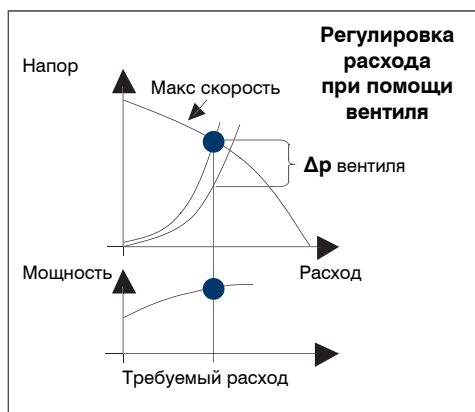 Регулировка
расхода
при помощи
вентиля
Напор
Макс скорость
Δp вентиля
Мощность
Расход
Требуемый расход